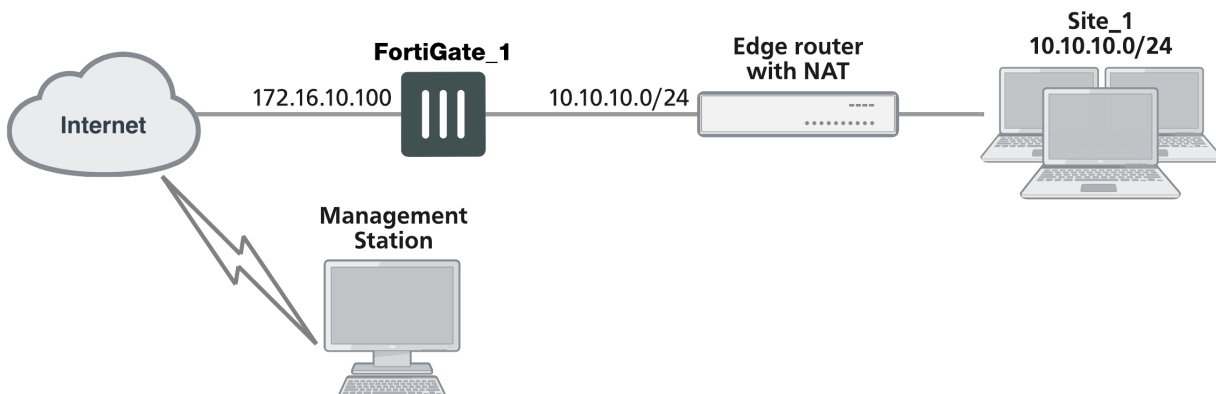 Internet
172.16.10.100
FortiGate_1
10.10.10.0/24
Edge router
with NAT
Site_1
10.10.10.0/24
Management
Station